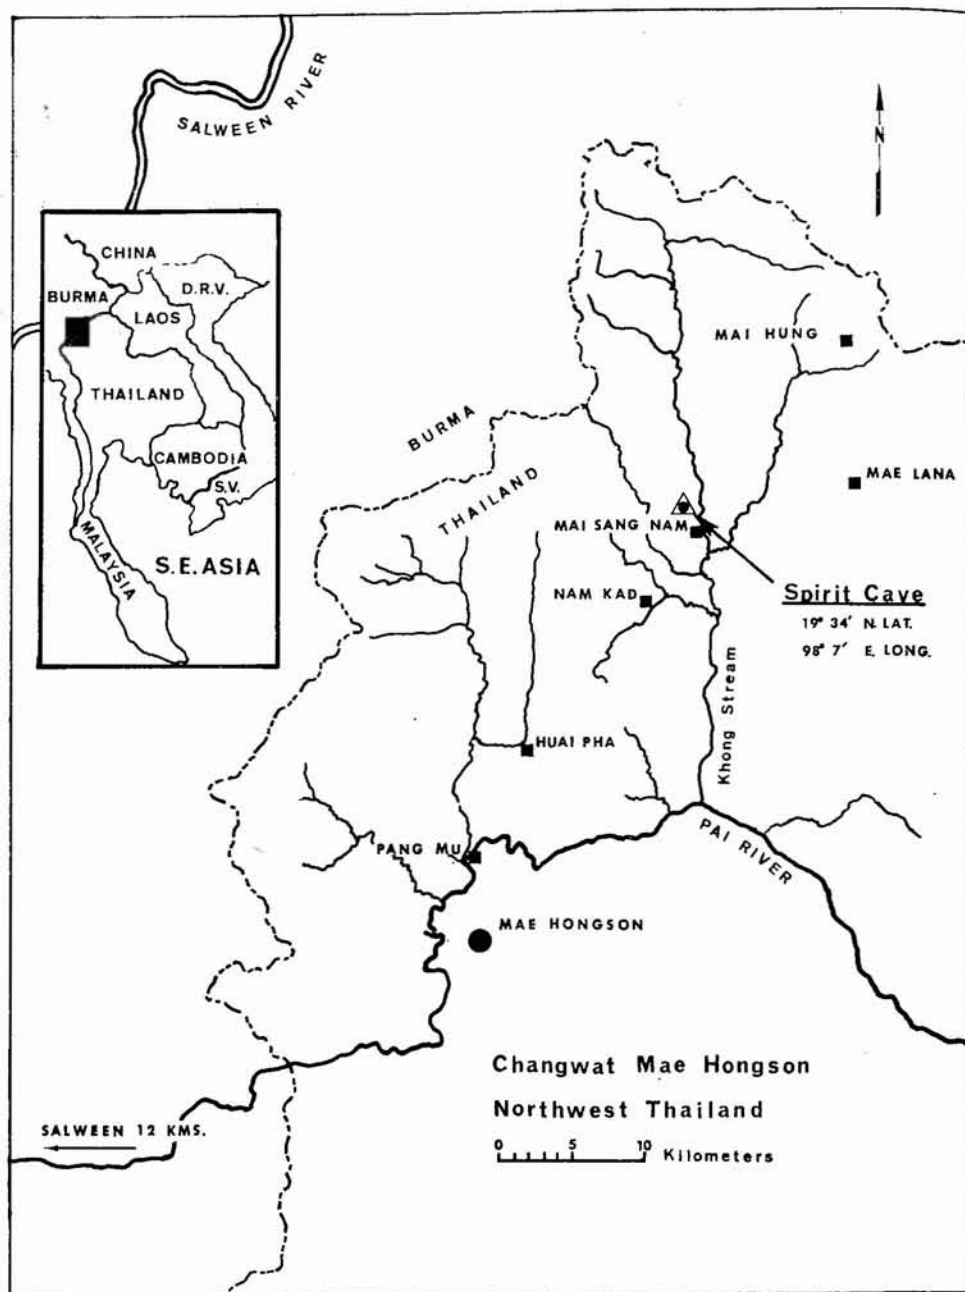 SALWEEN RIVER
N
CHINA
BURMA
D.R.V.
LAOS
THAILAND
CAMBODIA
S.V.
MALAYSIA
S.E. ASIA
MAI HUNG
BURMA
THAILAND
MAE LANA
MAI SANG NAM
NAM KAD
Spirit Cave
19° 34' N. LAT.
98° 7' E. LONG.
Khong Stream
HUAI PHA
PAI RIVER
PANG MU
MAE HONGSON
Changwat Mae Hongson
Northwest Thailand
SALWEEN 12 KMS.
0 5 10
Kilometers